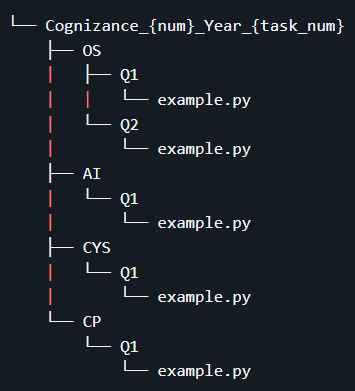 └── Cognizance_{num}_Year_{task_num}
    ├── OS
    |   ├── Q1
    |   |   └── example.py
    |   └── Q2
    |       └── example.py
    ├── AI
    |   └── Q1
    |       └── example.py
    ├── CYS
    |   └── Q1
    |       └── example.py
    └── CP
        └── Q1
            └── example.py